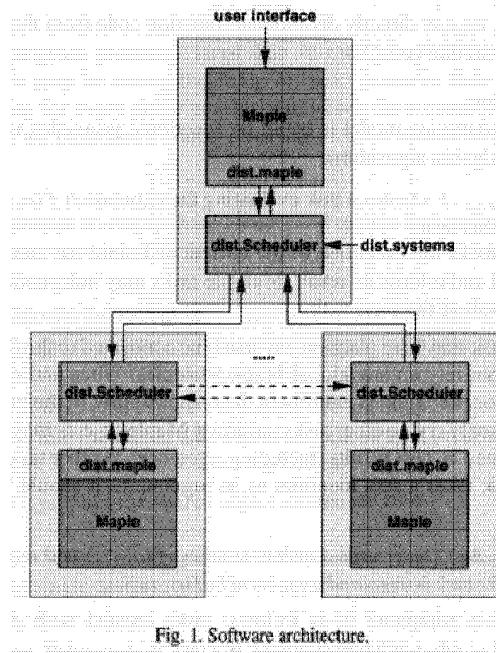 user interface
Maple
dist.maple
dist.Scheduler
dist.systems
.....
dist.Scheduler
dist.Scheduler
dist.maple
dist.maple
Maple
Maple
Fig. 1. Software architecture.